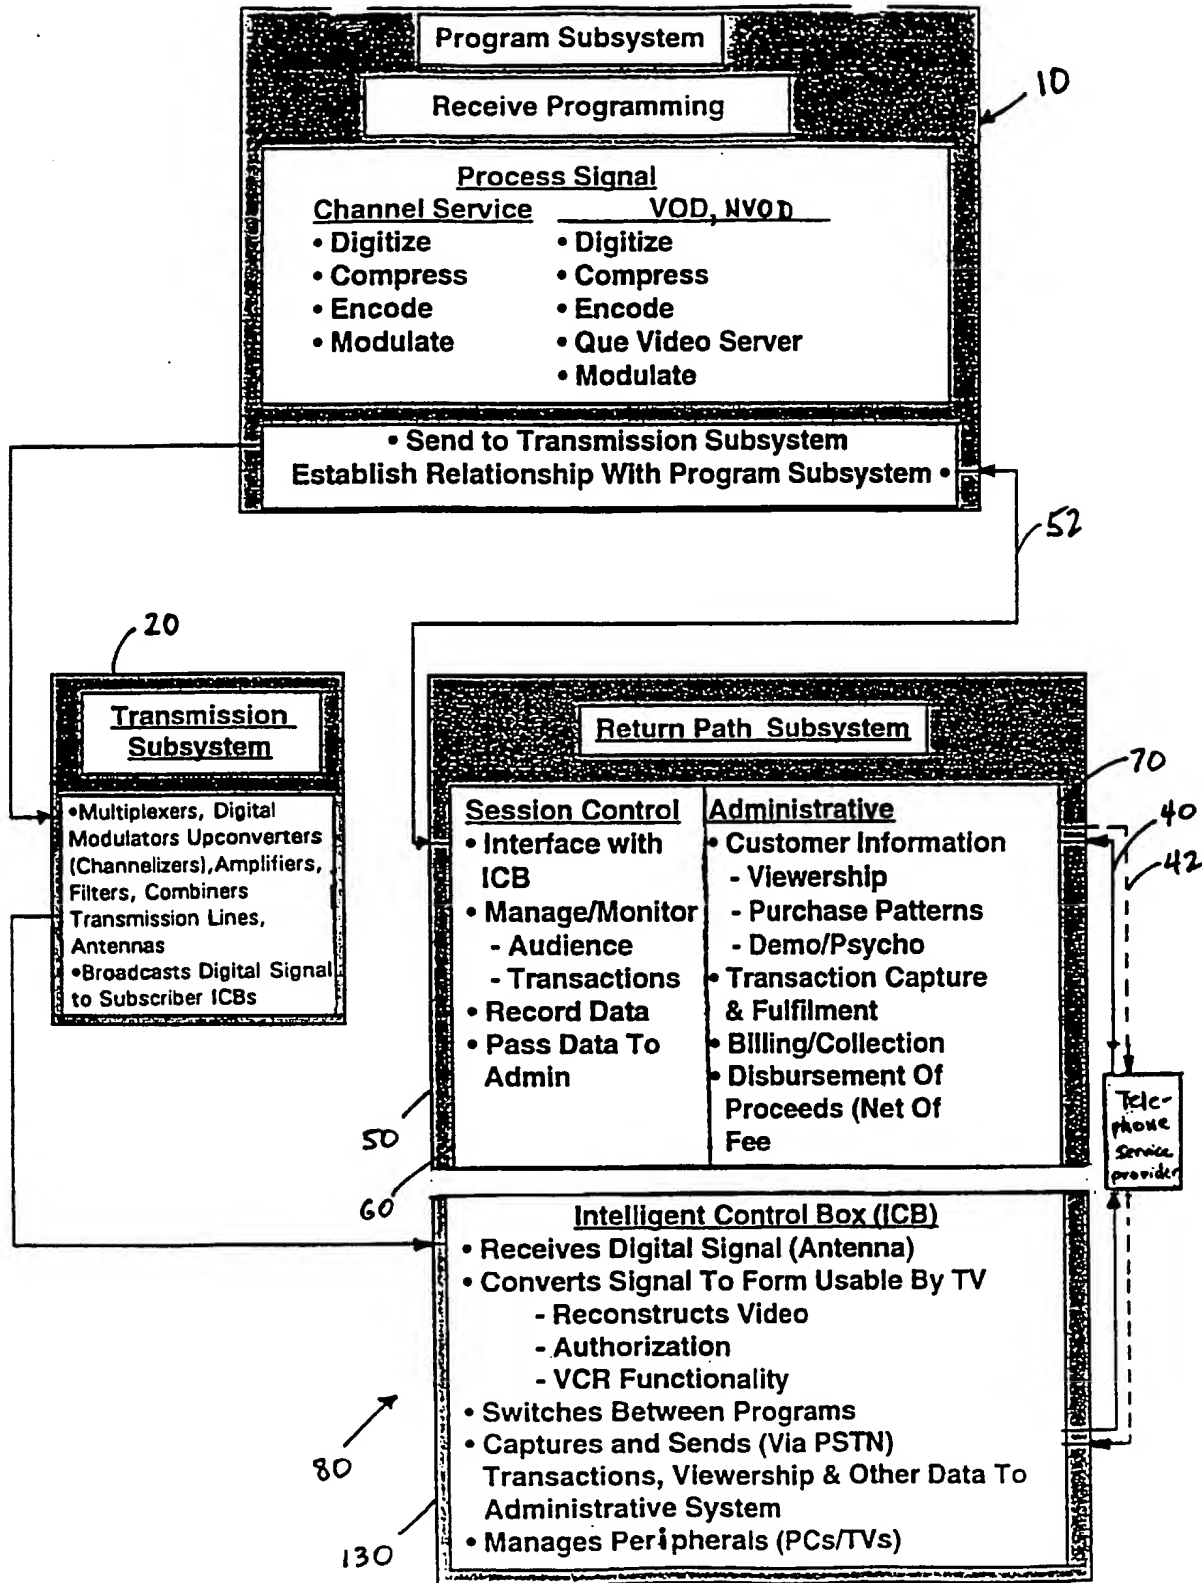 Program Subsystem
Receive Programming
10
Process Signal
Channel Service
• Digitize
• Compress
• Encode
• Modulate
VOD, NVOD
• Digitize
• Compress
• Encode
• Que Video Server
• Modulate
• Send to Transmission Subsystem
Establish Relationship With Program Subsystem •
52
20
Transmission
Subsystem
•Multiplexers, Digital
Modulators Upconverters
(Channelizers),Amplifiers,
Filters, Combiners
Transmission Lines,
Antennas
•Broadcasts Digital Signal
to Subscriber ICBs
Return Path Subsystem
70
40
42
Session Control
• Interface with
ICB
• Manage/Monitor
- Audience
- Transactions
• Record Data
• Pass Data To
Admin
Administrative
• Customer Information
- Viewership
- Purchase Patterns
- Demo/Psycho
• Transaction Capture
& Fulfilment
• Billing/Collection
• Disbursement Of
Proceeds (Net Of
Fee
50
60
Tele-
phone
service
provider
Intelligent Control Box (ICB)
• Receives Digital Signal (Antenna)
• Converts Signal To Form Usable By TV
- Reconstructs Video
- Authorization
- VCR Functionality
• Switches Between Programs
• Captures and Sends (Via PSTN)
Transactions, Viewership & Other Data To
Administrative System
• Manages Peripherals (PCs/TVs)
80
130